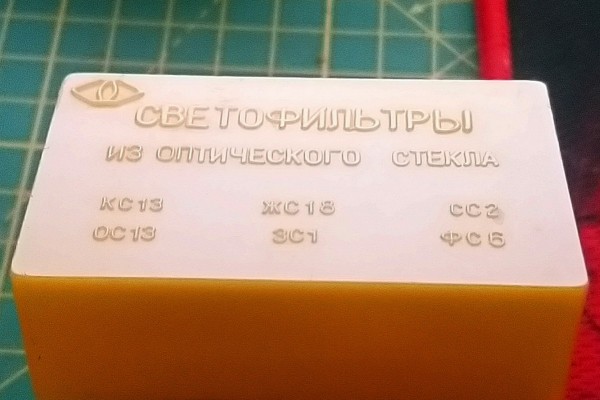 СВЕТОФИЛЬТРЫ
ИЗ ОПТИЧЕСКОГО СТЕКЛА
КС13 ЖС18 СС2
ОС13 ЗС1 ФС6